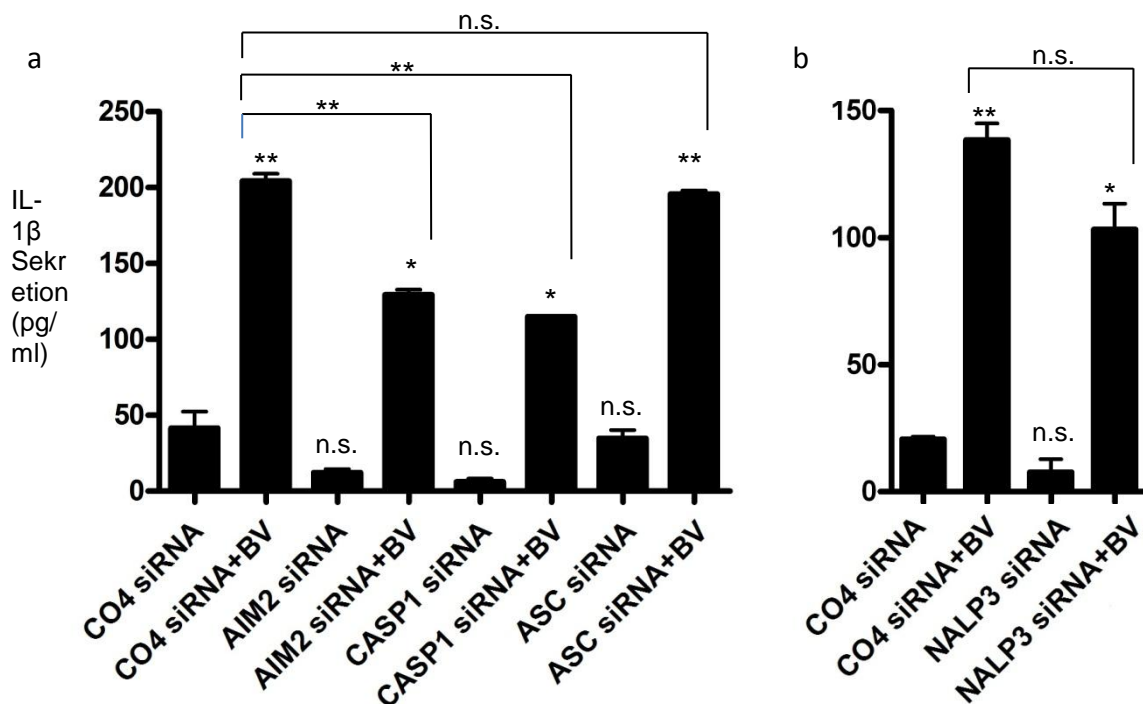 n.s.
a
**
**
250
200
150
100
50
0
IL-
1β
Sekr
etion
(pg/
ml)
**
*
*
**
n.s.
n.s.
n.s.
CO4 siRNA
CO4 siRNA+BV
AIM2 siRNA
AIM2 siRNA+BV
CASP1 siRNA
CASP1 siRNA+BV
ASC siRNA
ASC siRNA+BV
b
n.s.
150
100
50
0
**
*
n.s.
CO4 siRNA
CO4 siRNA+BV
NALP3 siRNA
NALP3 siRNA+BV